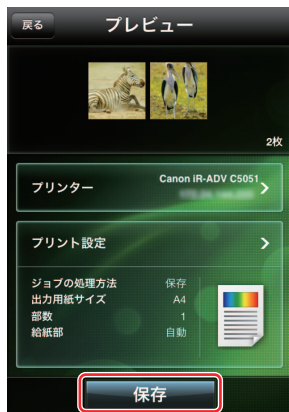 戻る
プレビュー
2枚
プリンター
Canon iR-ADV C5051
プリント設定
ジョブの処理方法 保存
出力用紙サイズ A4
部数 1
給紙部 自動
保存